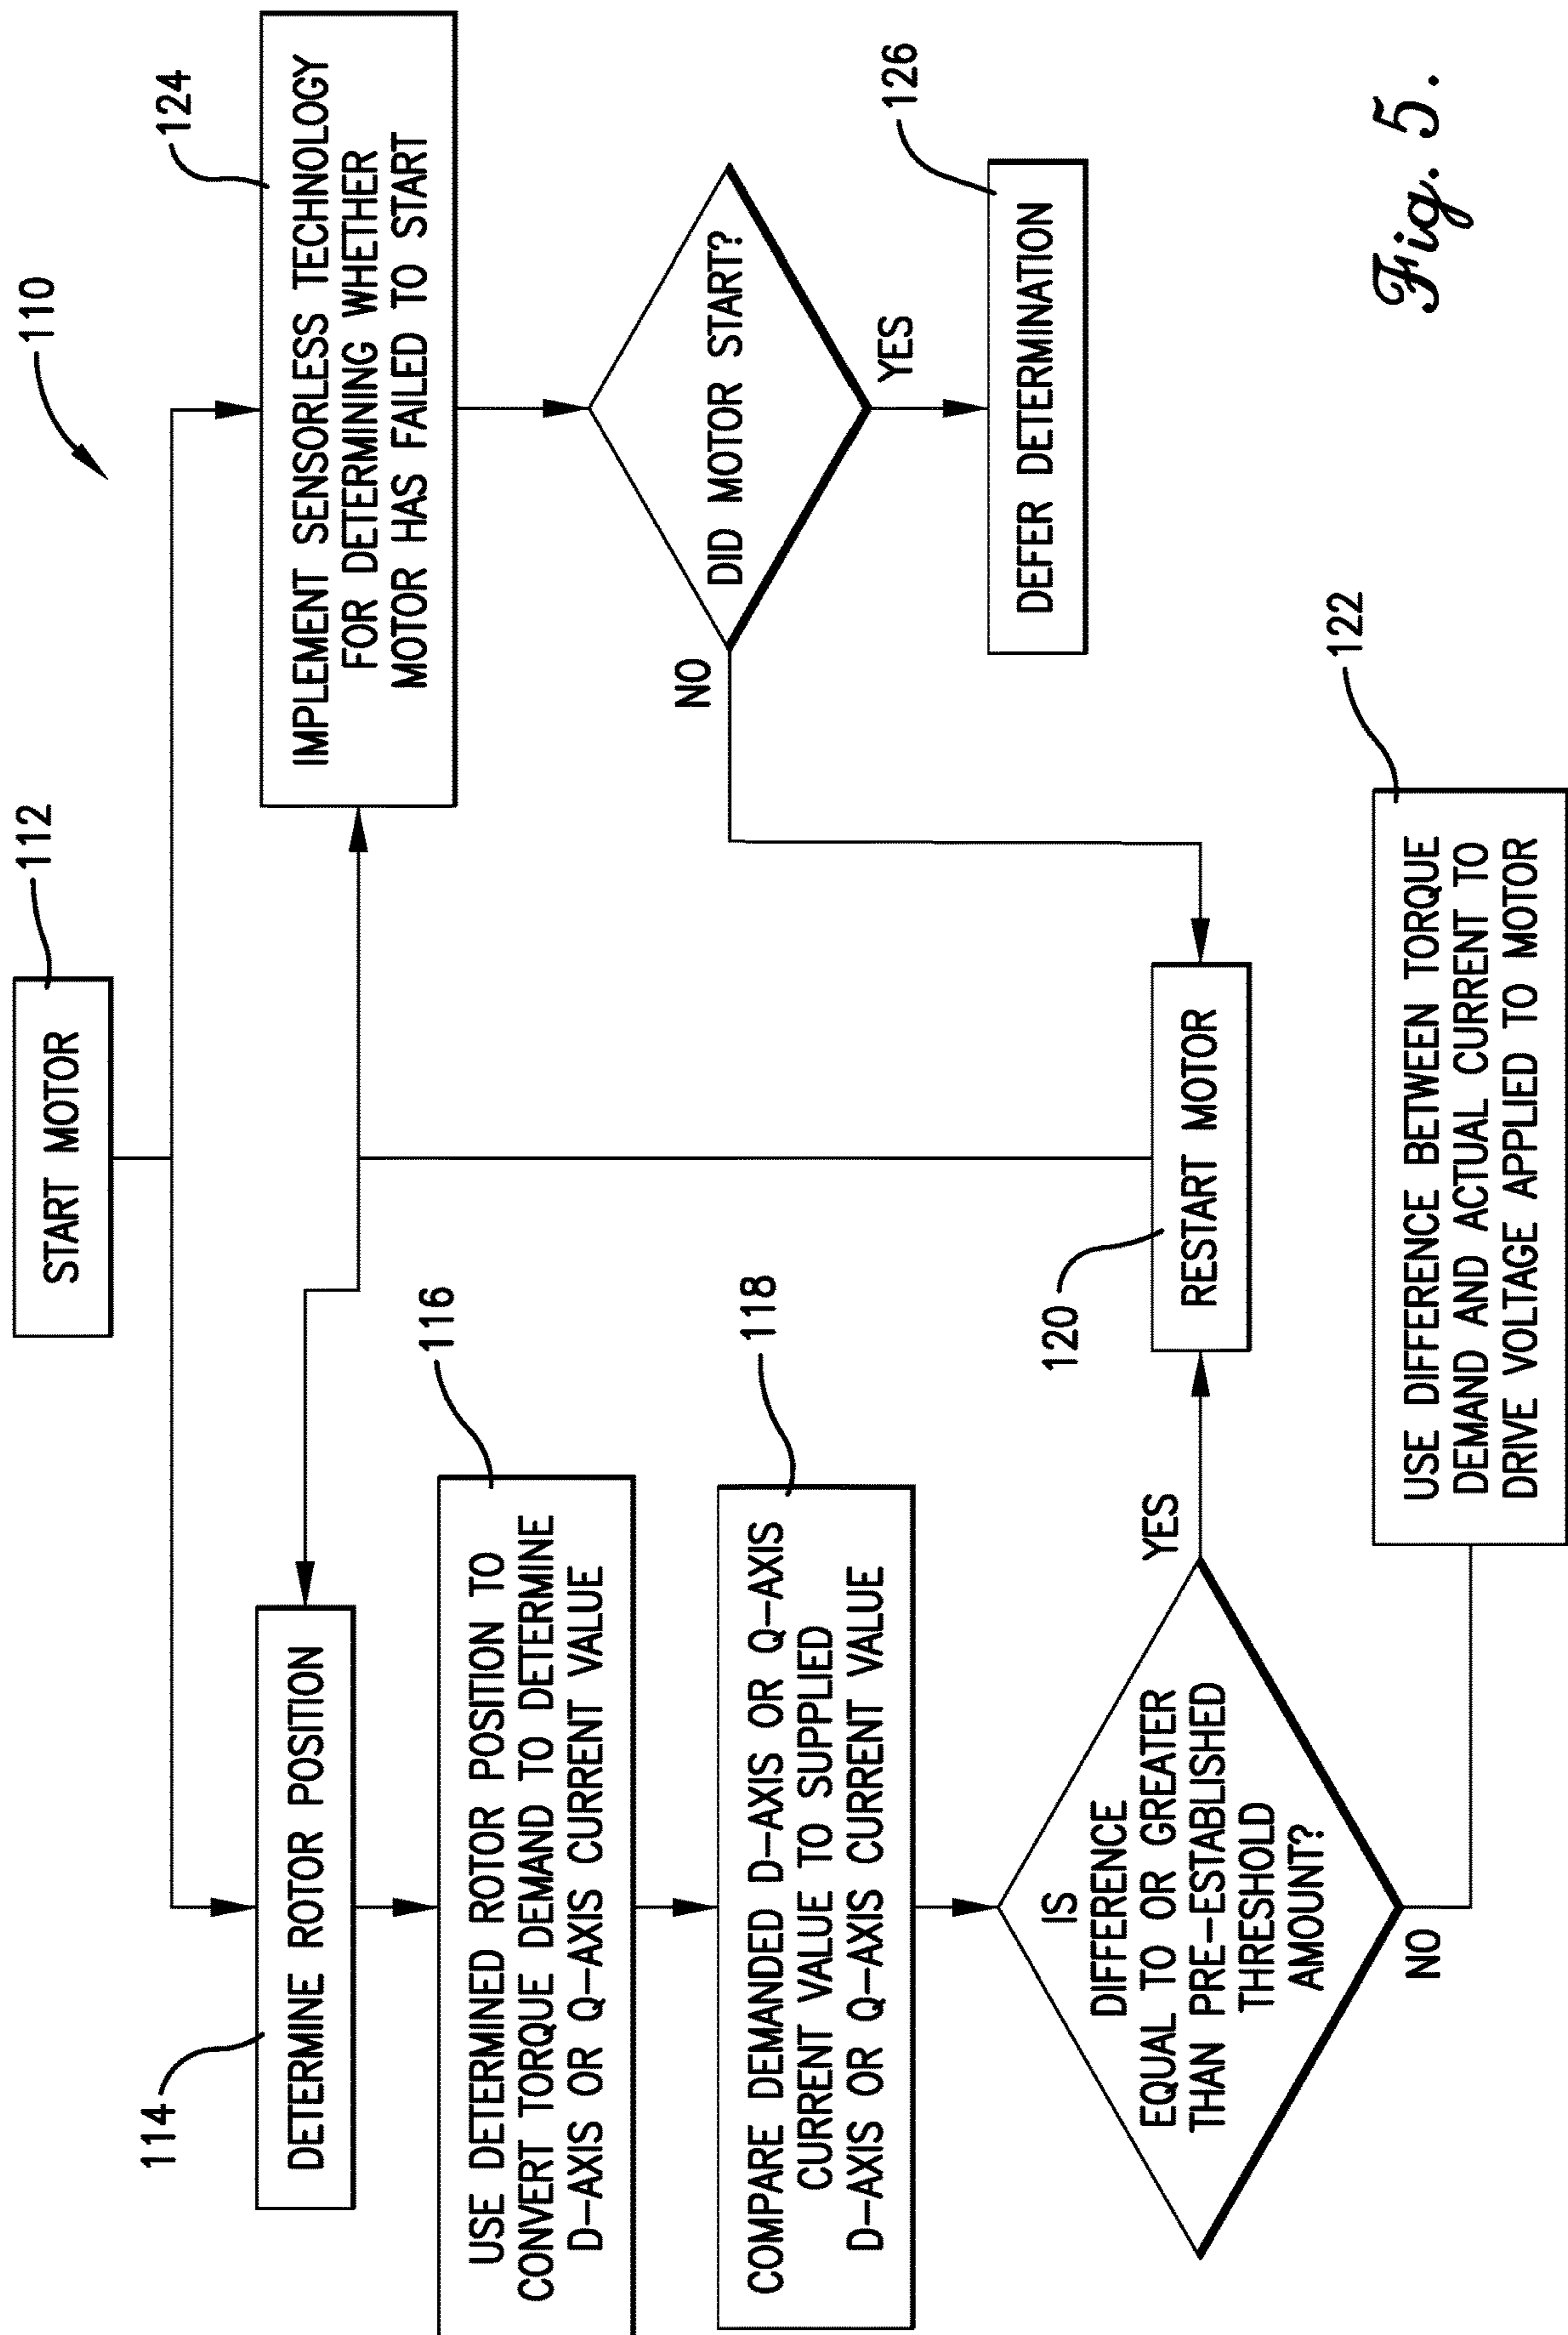 110
112
START MOTOR
124
IMPLEMENT SENSORLESS TECHNOLOGY
FOR DETERMINING WHETHER
MOTOR HAS FAILED TO START
114
DETERMINE ROTOR POSITION
116
USE DETERMINED ROTOR POSITION TO
CONVERT TORQUE DEMAND TO DETERMINE
D-AXIS OR Q-AXIS CURRENT VALUE
118
COMPARE DEMANDED D-AXIS OR Q-AXIS
CURRENT VALUE TO SUPPLIED
D-AXIS OR Q-AXIS CURRENT VALUE
IS
DIFFERENCE
EQUAL TO OR GREATER
THAN PRE-ESTABLISHED
THRESHOLD
AMOUNT?
YES
NO
120
RESTART MOTOR
122
USE DIFFERENCE BETWEEN TORQUE
DEMAND AND ACTUAL CURRENT TO
DRIVE VOLTAGE APPLIED TO MOTOR
DID MOTOR START?
NO
YES
126
DEFER DETERMINATION
Fig. 5.